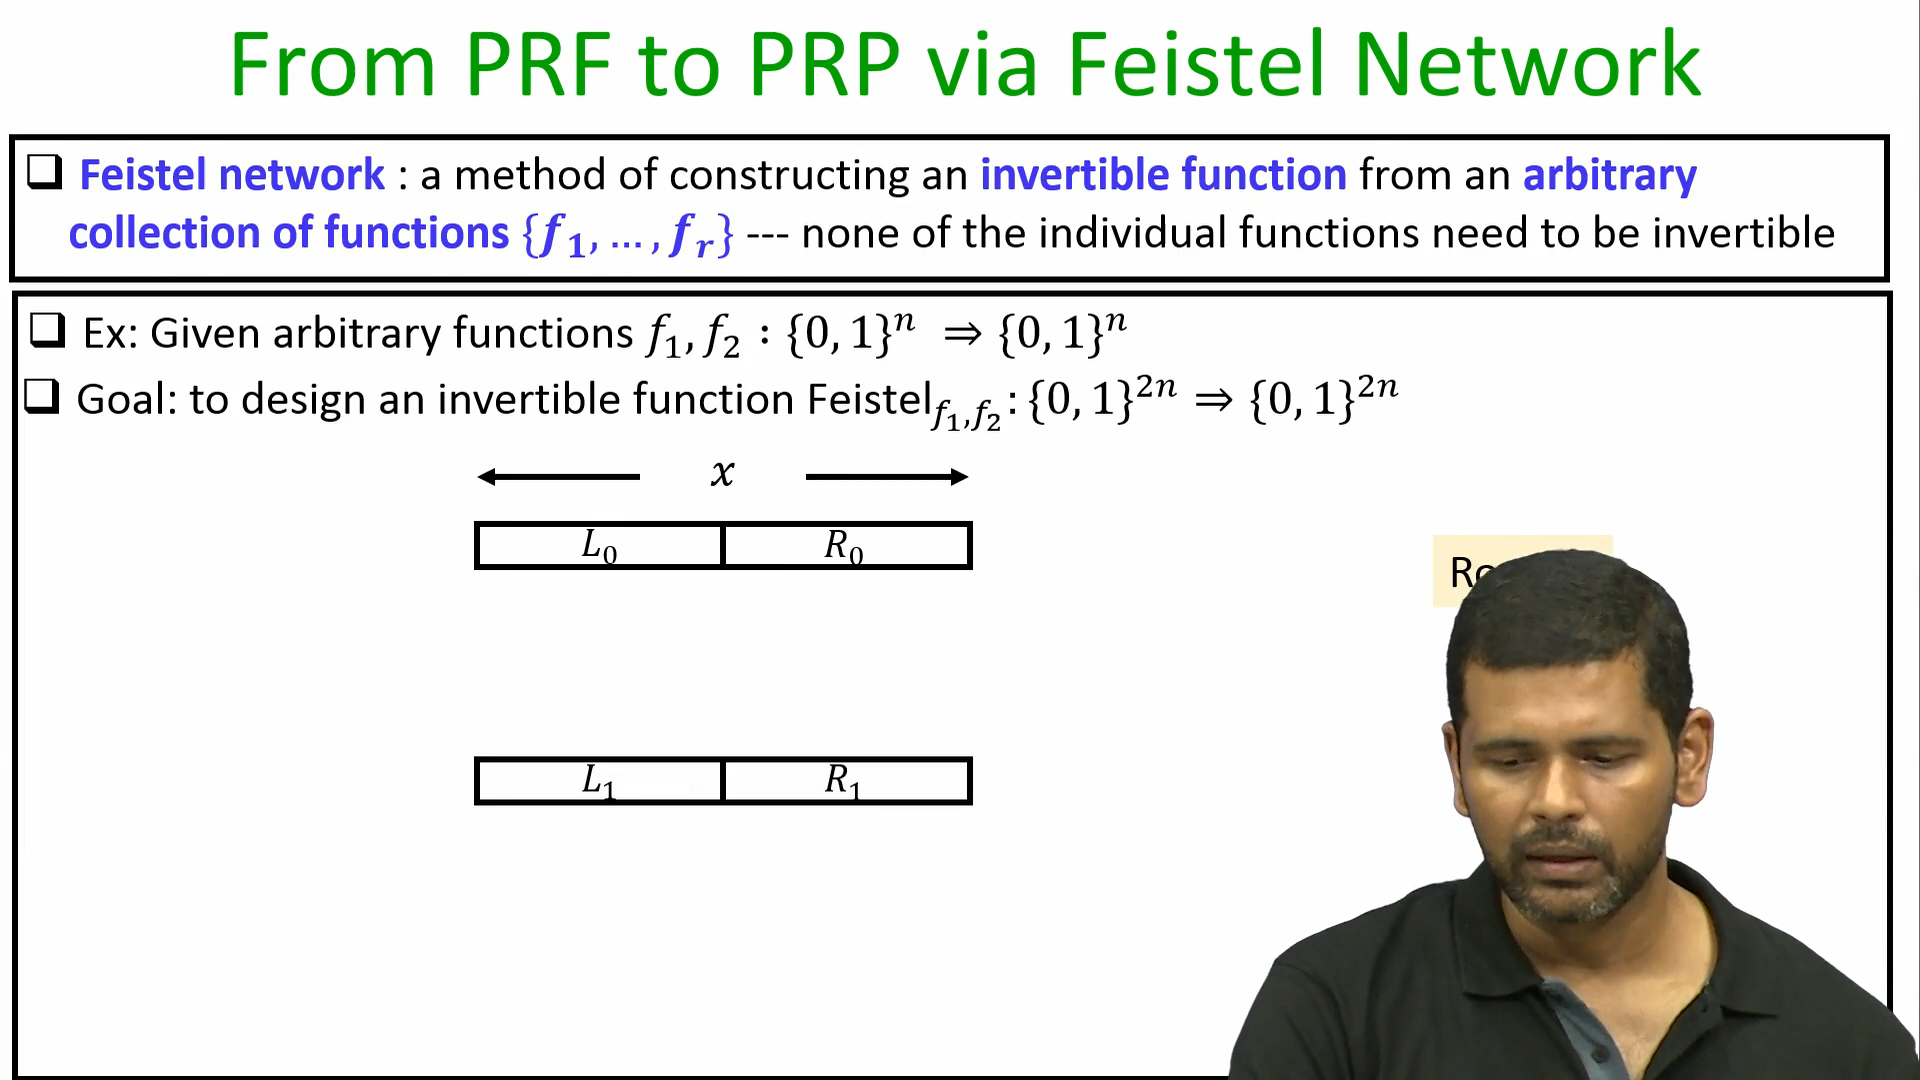 From PRF to PRP via Feistel Network
❑ Feistel network : a method of constructing an invertible function from an arbitrary
collection of functions {f₁, … , fᵣ} --- none of the individual functions need to be invertible
❑ Ex: Given arbitrary functions f₁, f₂ : {0, 1}ⁿ ⇒ {0, 1}ⁿ
❑ Goal: to design an invertible function Feistel_{f₁,f₂}: {0, 1}²ⁿ ⇒ {0, 1}²ⁿ
x
L₀ R₀
L₁ R₁